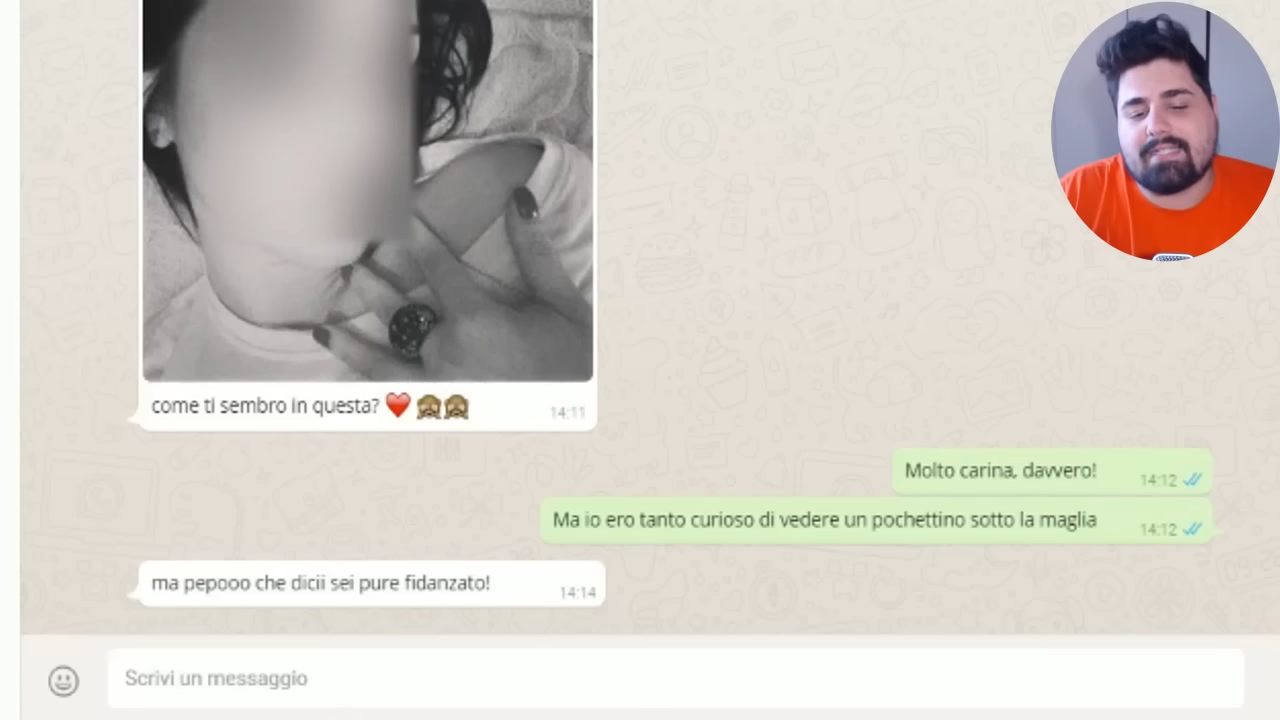 come ti sembro in questa? ❤️ 🙈🙈 14:11
Molto carina, davvero! 14:12
Ma io ero tanto curioso di vedere un pochettino sotto la maglia 14:12
ma pepooo che dicii sei pure fidanzato! 14:14
Scrivi un messaggio